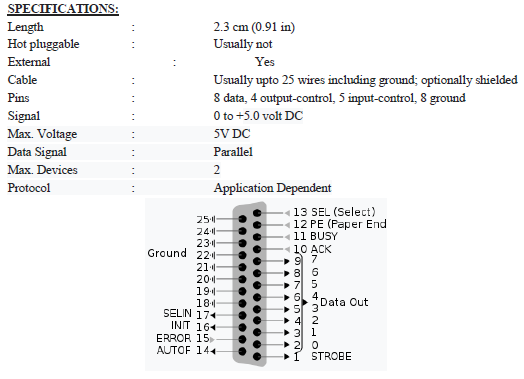 SPECIFICATIONS:
Length : 2.3 cm (0.91 in)
Hot pluggable : Usually not
External : Yes
Cable : Usually upto 25 wires including ground; optionally shielded
Pins : 8 data, 4 output-control, 5 input-control, 8 ground
Signal : 0 to +5.0 volt DC
Max. Voltage : 5V DC
Data Signal : Parallel
Max. Devices : 2
Protocol : Application Dependent
13 SEL (Select)
25
12 PE (Paper End
24
11 BUSY
23
10 ACK
Ground 22
9 7
21
8 6
20
7 5
19
6 4
Data Out
18
5 3
SELIN 17
4 2
INIT 16
3 1
ERROR 15
2 0
AUTOF 14
1 STROBE